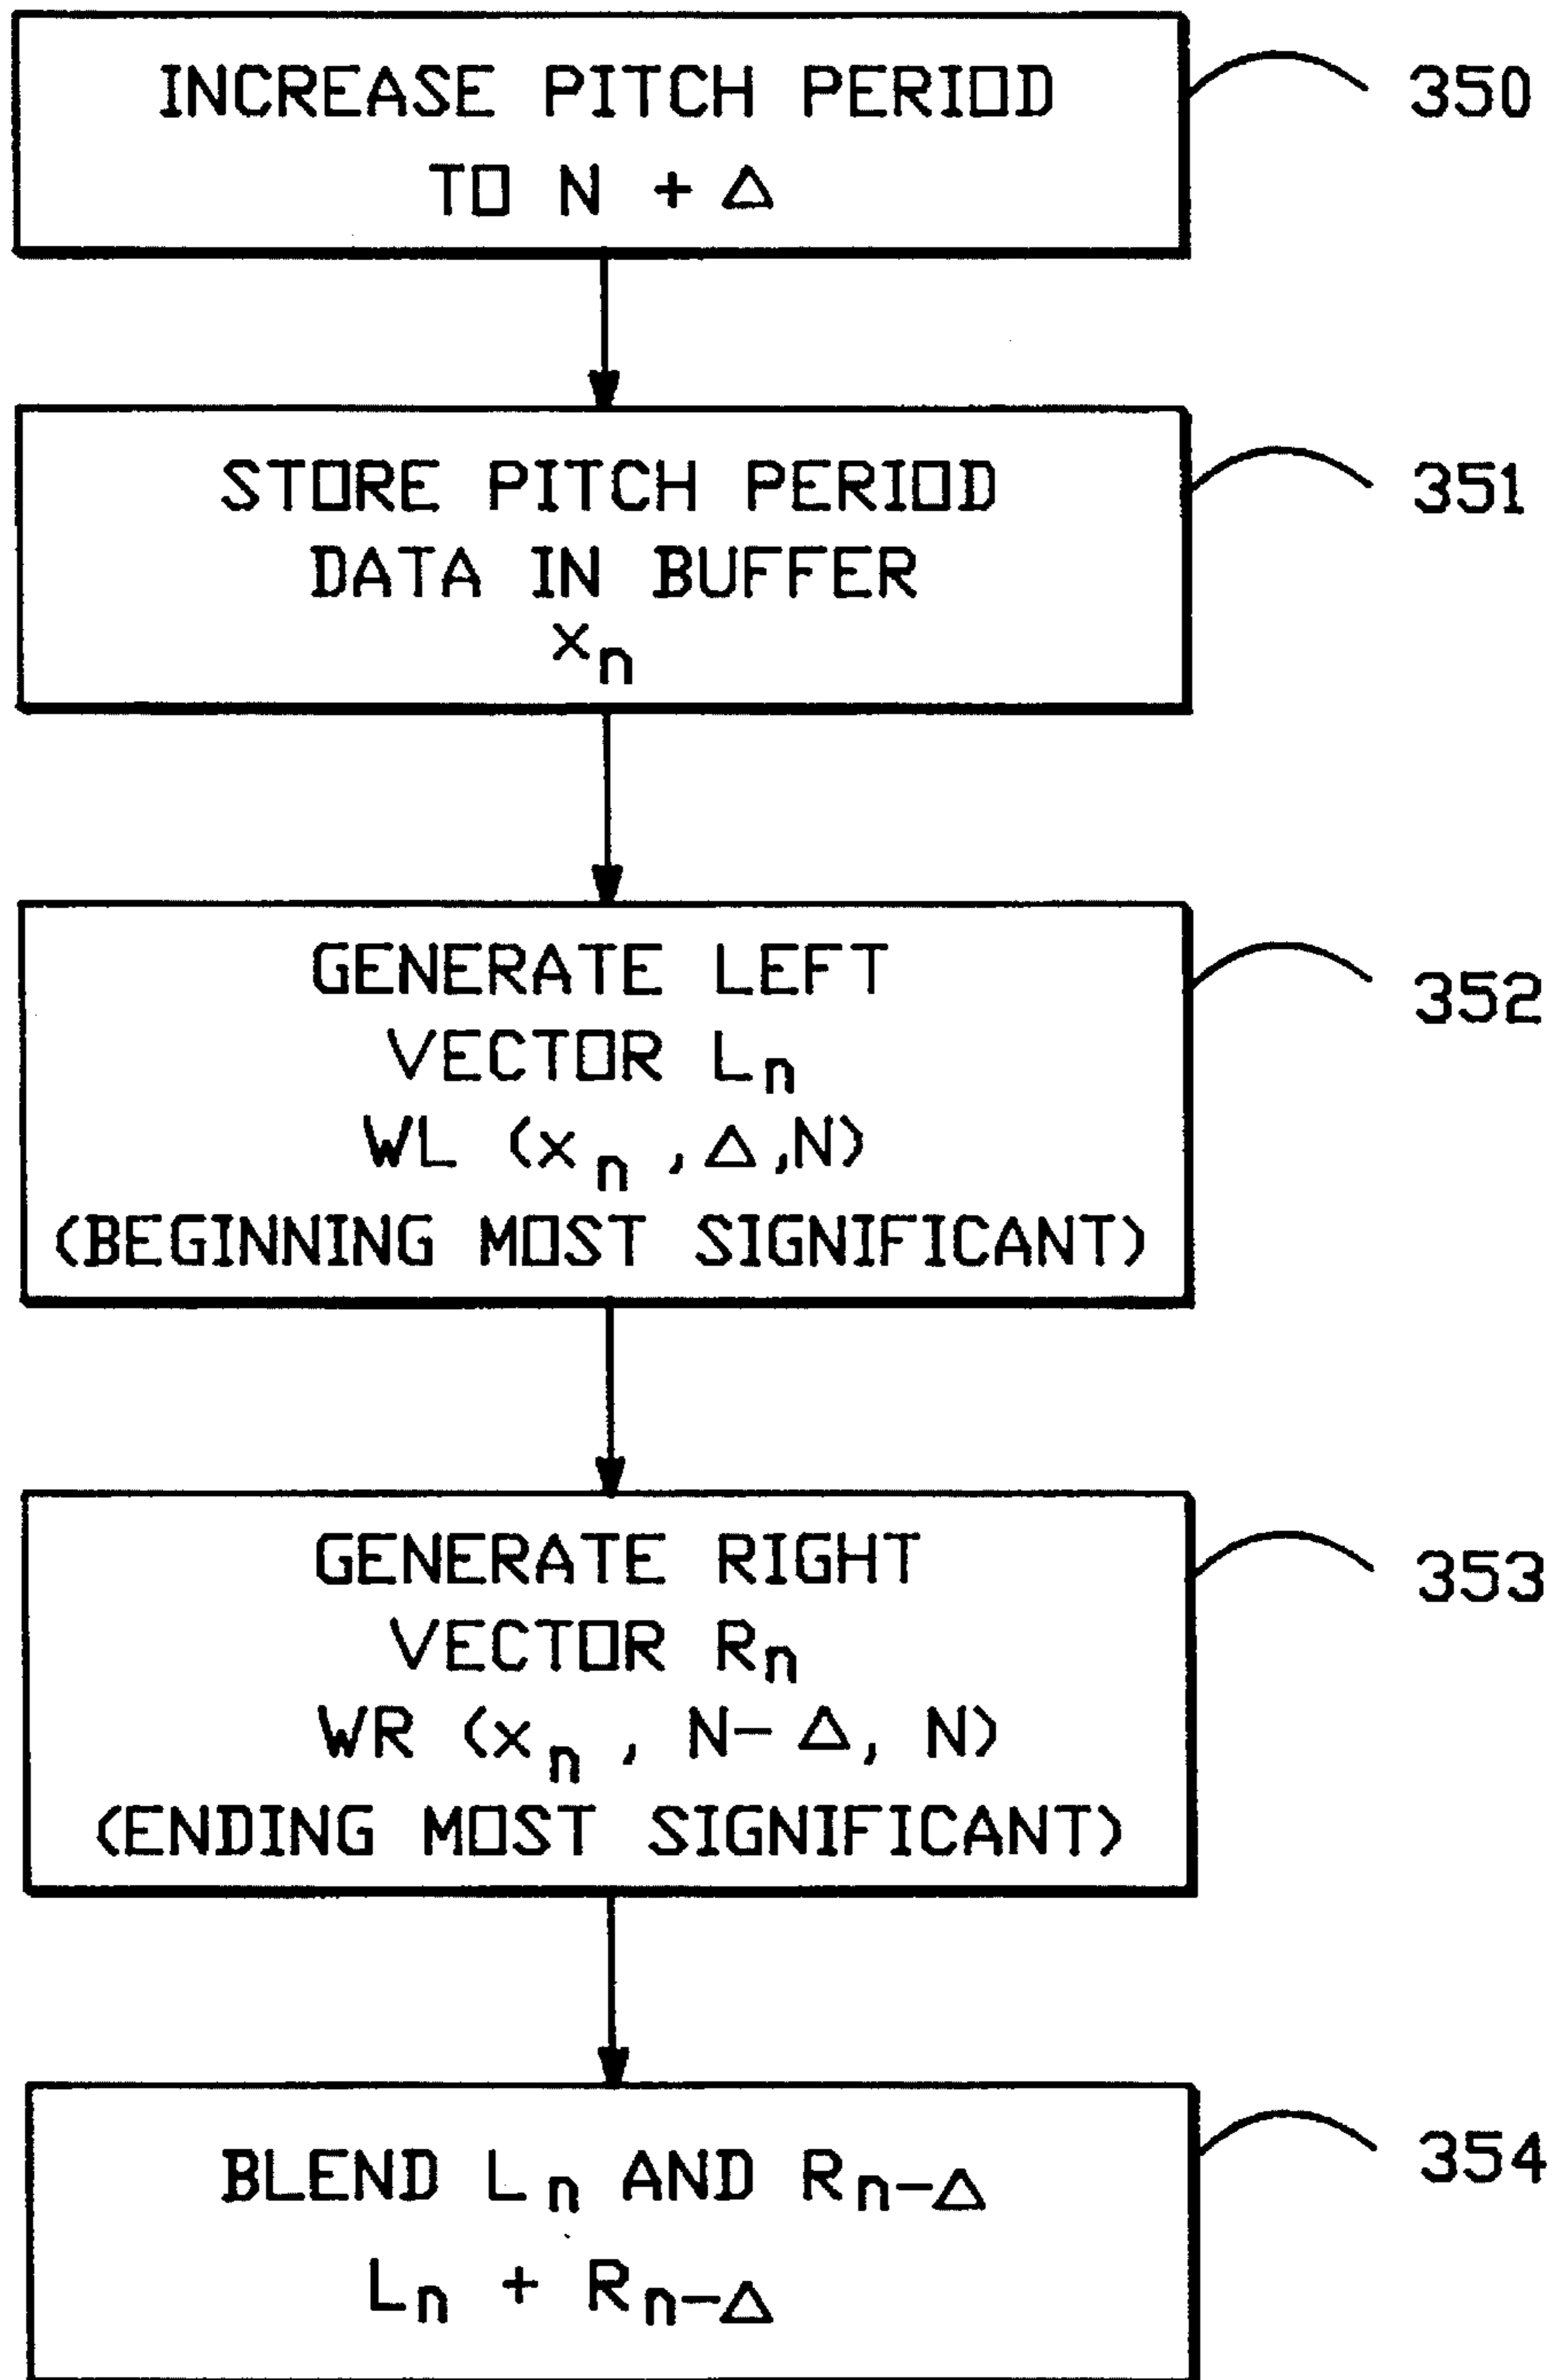 INCREASE PITCH PERIOD
TO N + Δ
350
STORE PITCH PERIOD
DATA IN BUFFER
xn
351
GENERATE LEFT
VECTOR Ln
WL (xn, Δ,N)
(BEGINNING MOST SIGNIFICANT)
352
GENERATE RIGHT
VECTOR Rn
WR (xn, N-Δ, N)
(ENDING MOST SIGNIFICANT)
353
BLEND Ln AND Rn-Δ
Ln + Rn-Δ
354